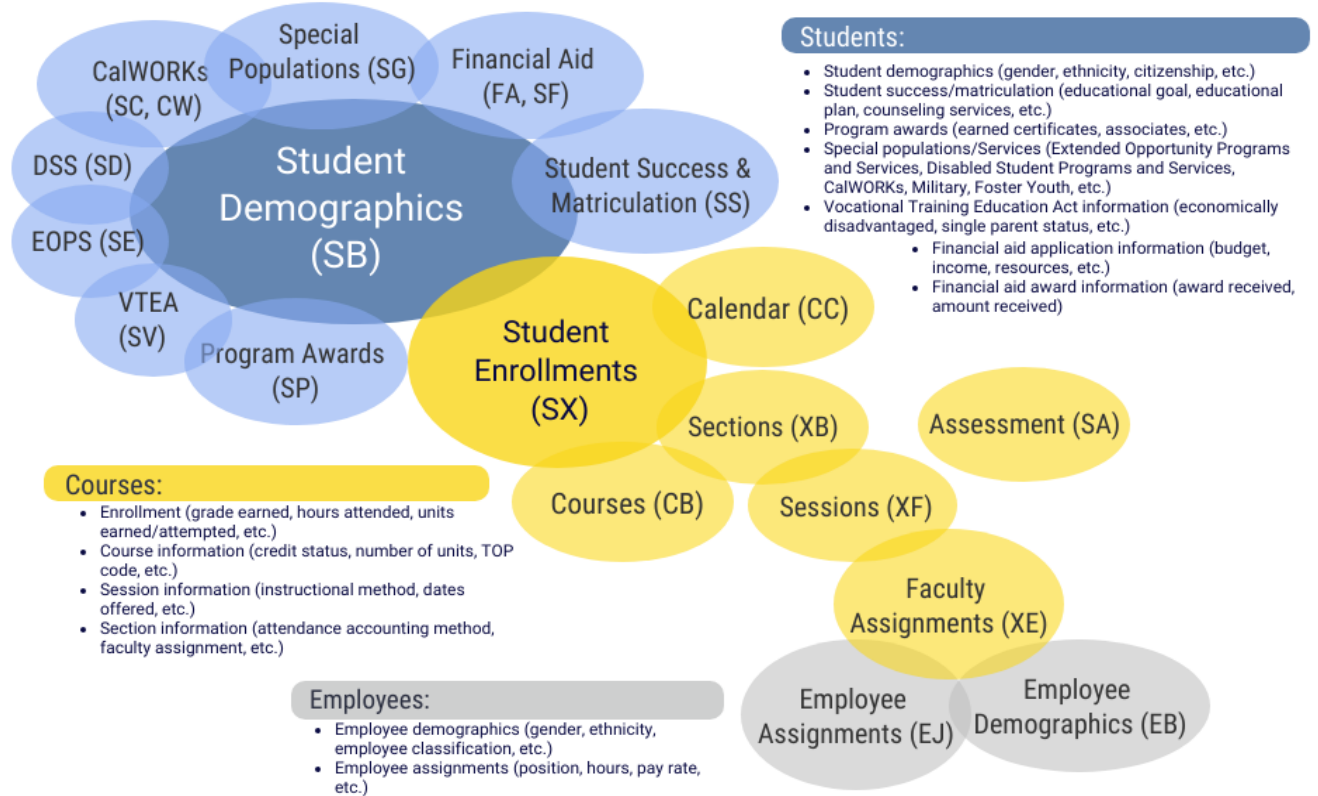 CalWORKs
(SC, CW)
Special
Populations (SG)
Financial Aid
(FA, SF)
DSS (SD)
Student
Demographics
(SB)
Student Success &
Matriculation (SS)
EOPS (SE)
VTEA
(SV)
Program Awards
(SP)
Students:
• Student demographics (gender, ethnicity, citizenship, etc.)
• Student success/matriculation (educational goal, educational
plan, counseling services, etc.)
• Program awards (earned certificates, associates, etc.)
• Special populations/Services (Extended Opportunity Programs
and Services, Disabled Student Programs and Services,
CalWORKs, Military, Foster Youth, etc.)
• Vocational Training Education Act information (economically
disadvantaged, single parent status, etc.)
• Financial aid application information (budget,
income, resources, etc.)
• Financial aid award information (award received,
amount received)
Student
Enrollments
(SX)
Calendar (CC)
Sections (XB)
Assessment (SA)
Courses (CB)
Sessions (XF)
Faculty
Assignments (XE)
Courses:
• Enrollment (grade earned, hours attended, units
earned/attempted, etc.)
• Course information (credit status, number of units, TOP
code, etc.)
• Session information (instructional method, dates
offered, etc.)
• Section information (attendance accounting method,
faculty assignment, etc.)
Employees:
• Employee demographics (gender, ethnicity,
employee classification, etc.)
• Employee assignments (position, hours, pay rate,
etc.)
Employee
Assignments (EJ)
Employee
Demographics (EB)